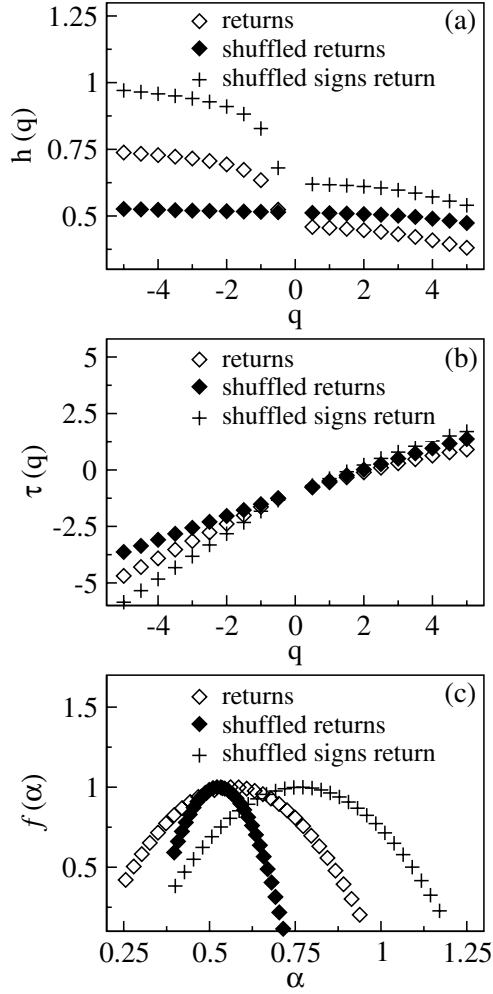 (a)
returns
shuffled returns
shuffled signs return
1
0.75
0.5
h (q)
-4 -2 0 2 4
q
(b)
returns
shuffled returns
shuffled signs return
5
2.5
0
-2.5
-5
τ (q)
-4 -2 0 2 4
q
(c)
returns
shuffled returns
shuffled signs return
1.5
1
0.5
f (α)
0.25 0.5 0.75 1 1.25
α